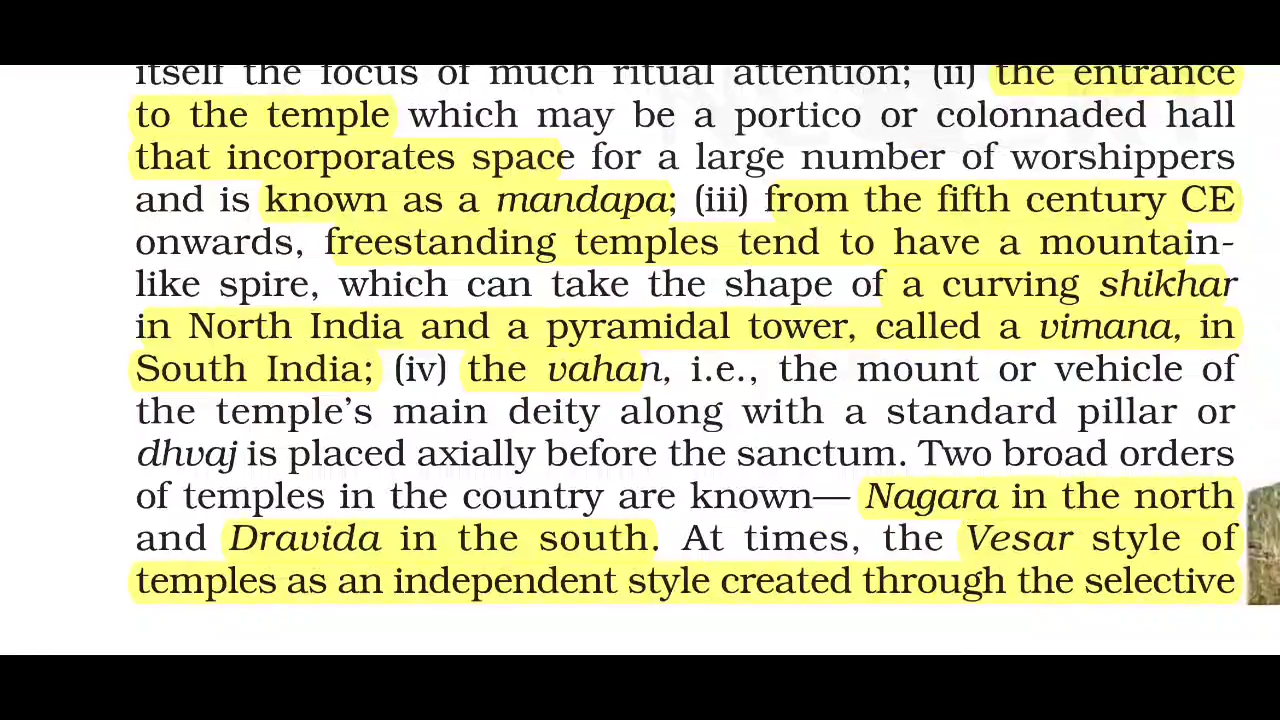 itself the focus of much ritual attention; (ii) the entrance
to the temple which may be a portico or colonnaded hall
that incorporates space for a large number of worshippers
and is known as a mandapa; (iii) from the fifth century CE
onwards, freestanding temples tend to have a mountain-
like spire, which can take the shape of a curving shikhar
in North India and a pyramidal tower, called a vimana, in
South India; (iv) the vahan, i.e., the mount or vehicle of
the temple’s main deity along with a standard pillar or
dhvaj is placed axially before the sanctum. Two broad orders
of temples in the country are known— Nagara in the north
and Dravida in the south. At times, the Vesar style of
temples as an independent style created through the selective